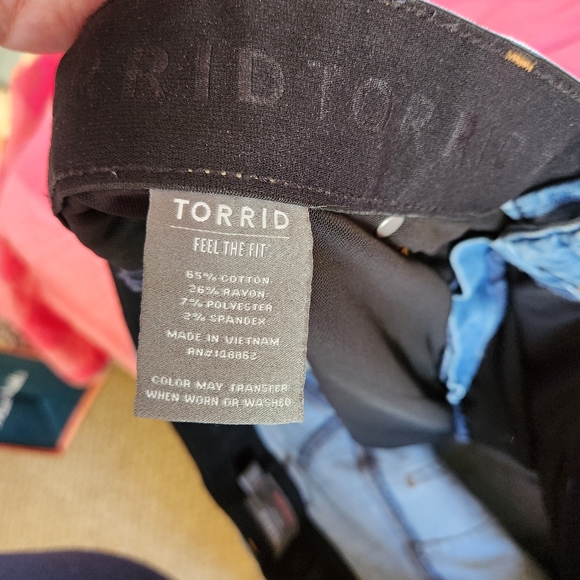 RRIDTORRID
TORRID
FEEL THE FIT
65% COTTON
26% RAYON
7% POLYESTER
2% SPANDEX
MADE IN VIETNAM
RN#148862
COLOR MAY TRANSFER
WHEN WORN OR WASHED